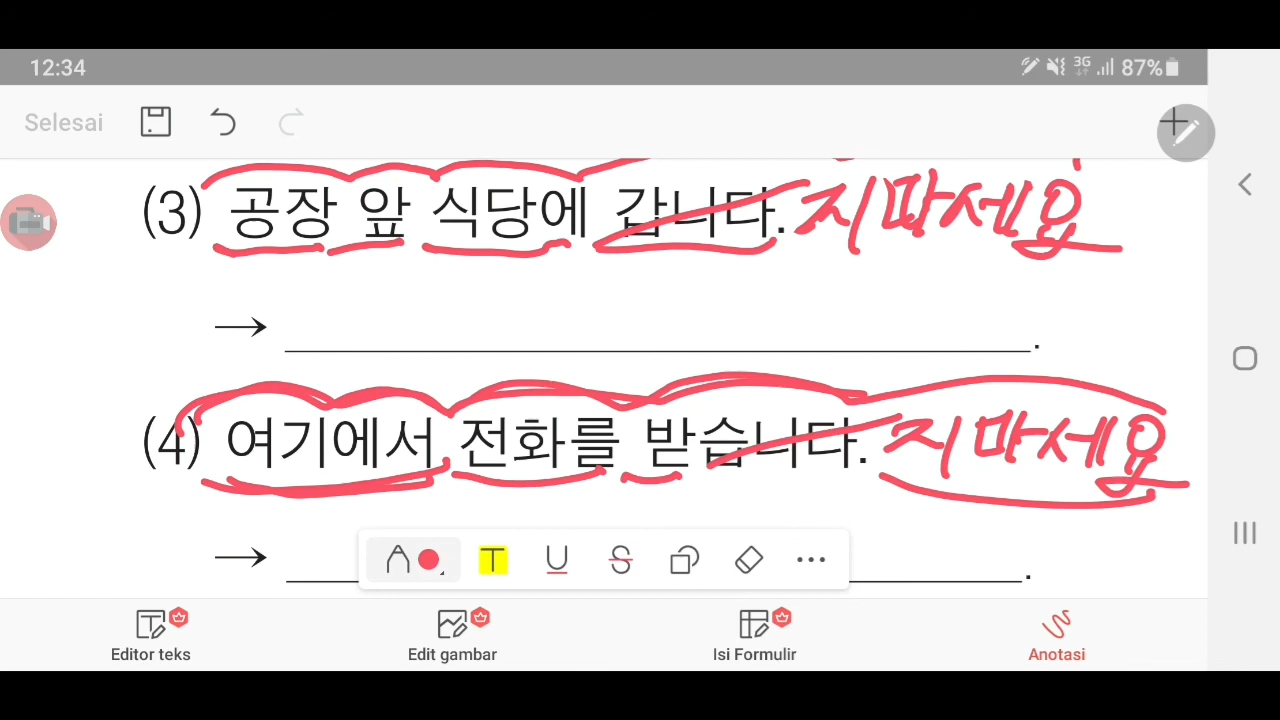 12:34 3G 87%
Selesai
(3) 공장 앞 식당에 갑니다. 지마세요
→ .
(4) 여기에서 전화를 받습니다. 지마세요
→ .
T U S ...
Editor teks Edit gambar Isi Formulir Anotasi